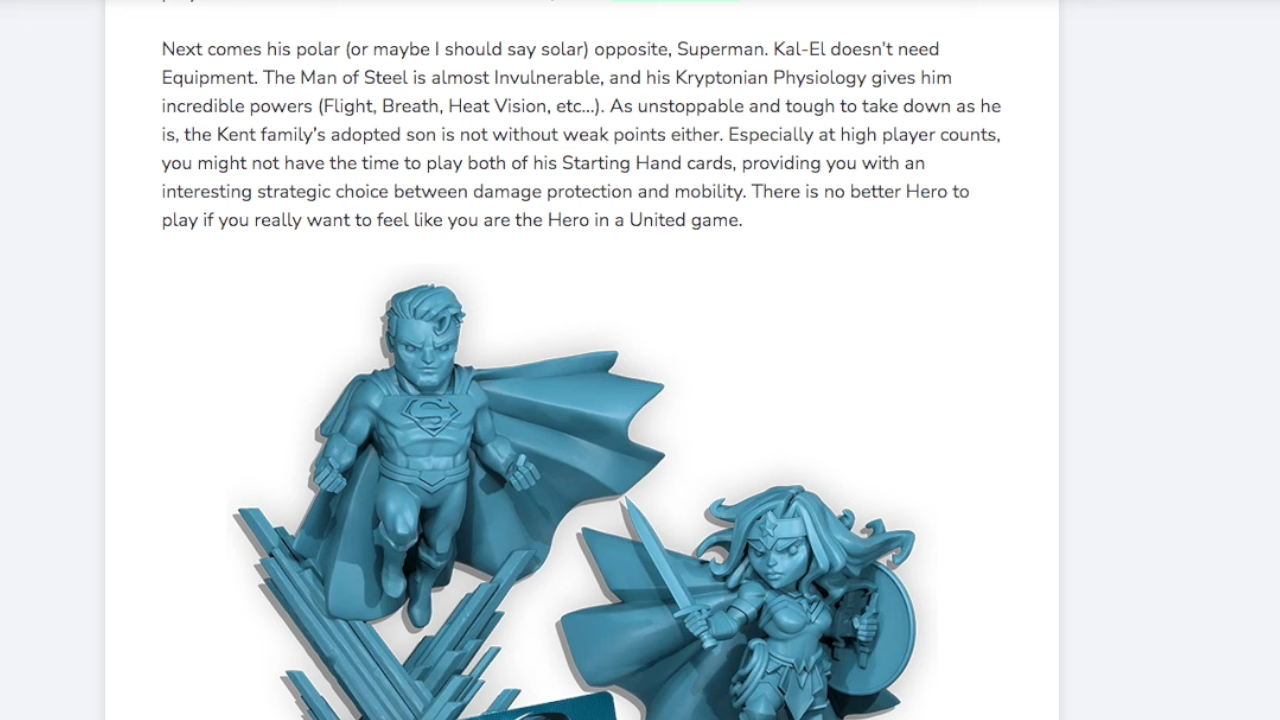 Next comes his polar (or maybe I should say solar) opposite, Superman. Kal-El doesn't need
Equipment. The Man of Steel is almost Invulnerable, and his Kryptonian Physiology gives him
incredible powers (Flight, Breath, Heat Vision, etc...). As unstoppable and tough to take down as he
is, the Kent family's adopted son is not without weak points either. Especially at high player counts,
you might not have the time to play both of his Starting Hand cards, providing you with an
interesting strategic choice between damage protection and mobility. There is no better Hero to
play if you really want to feel like you are the Hero in a United game.
S